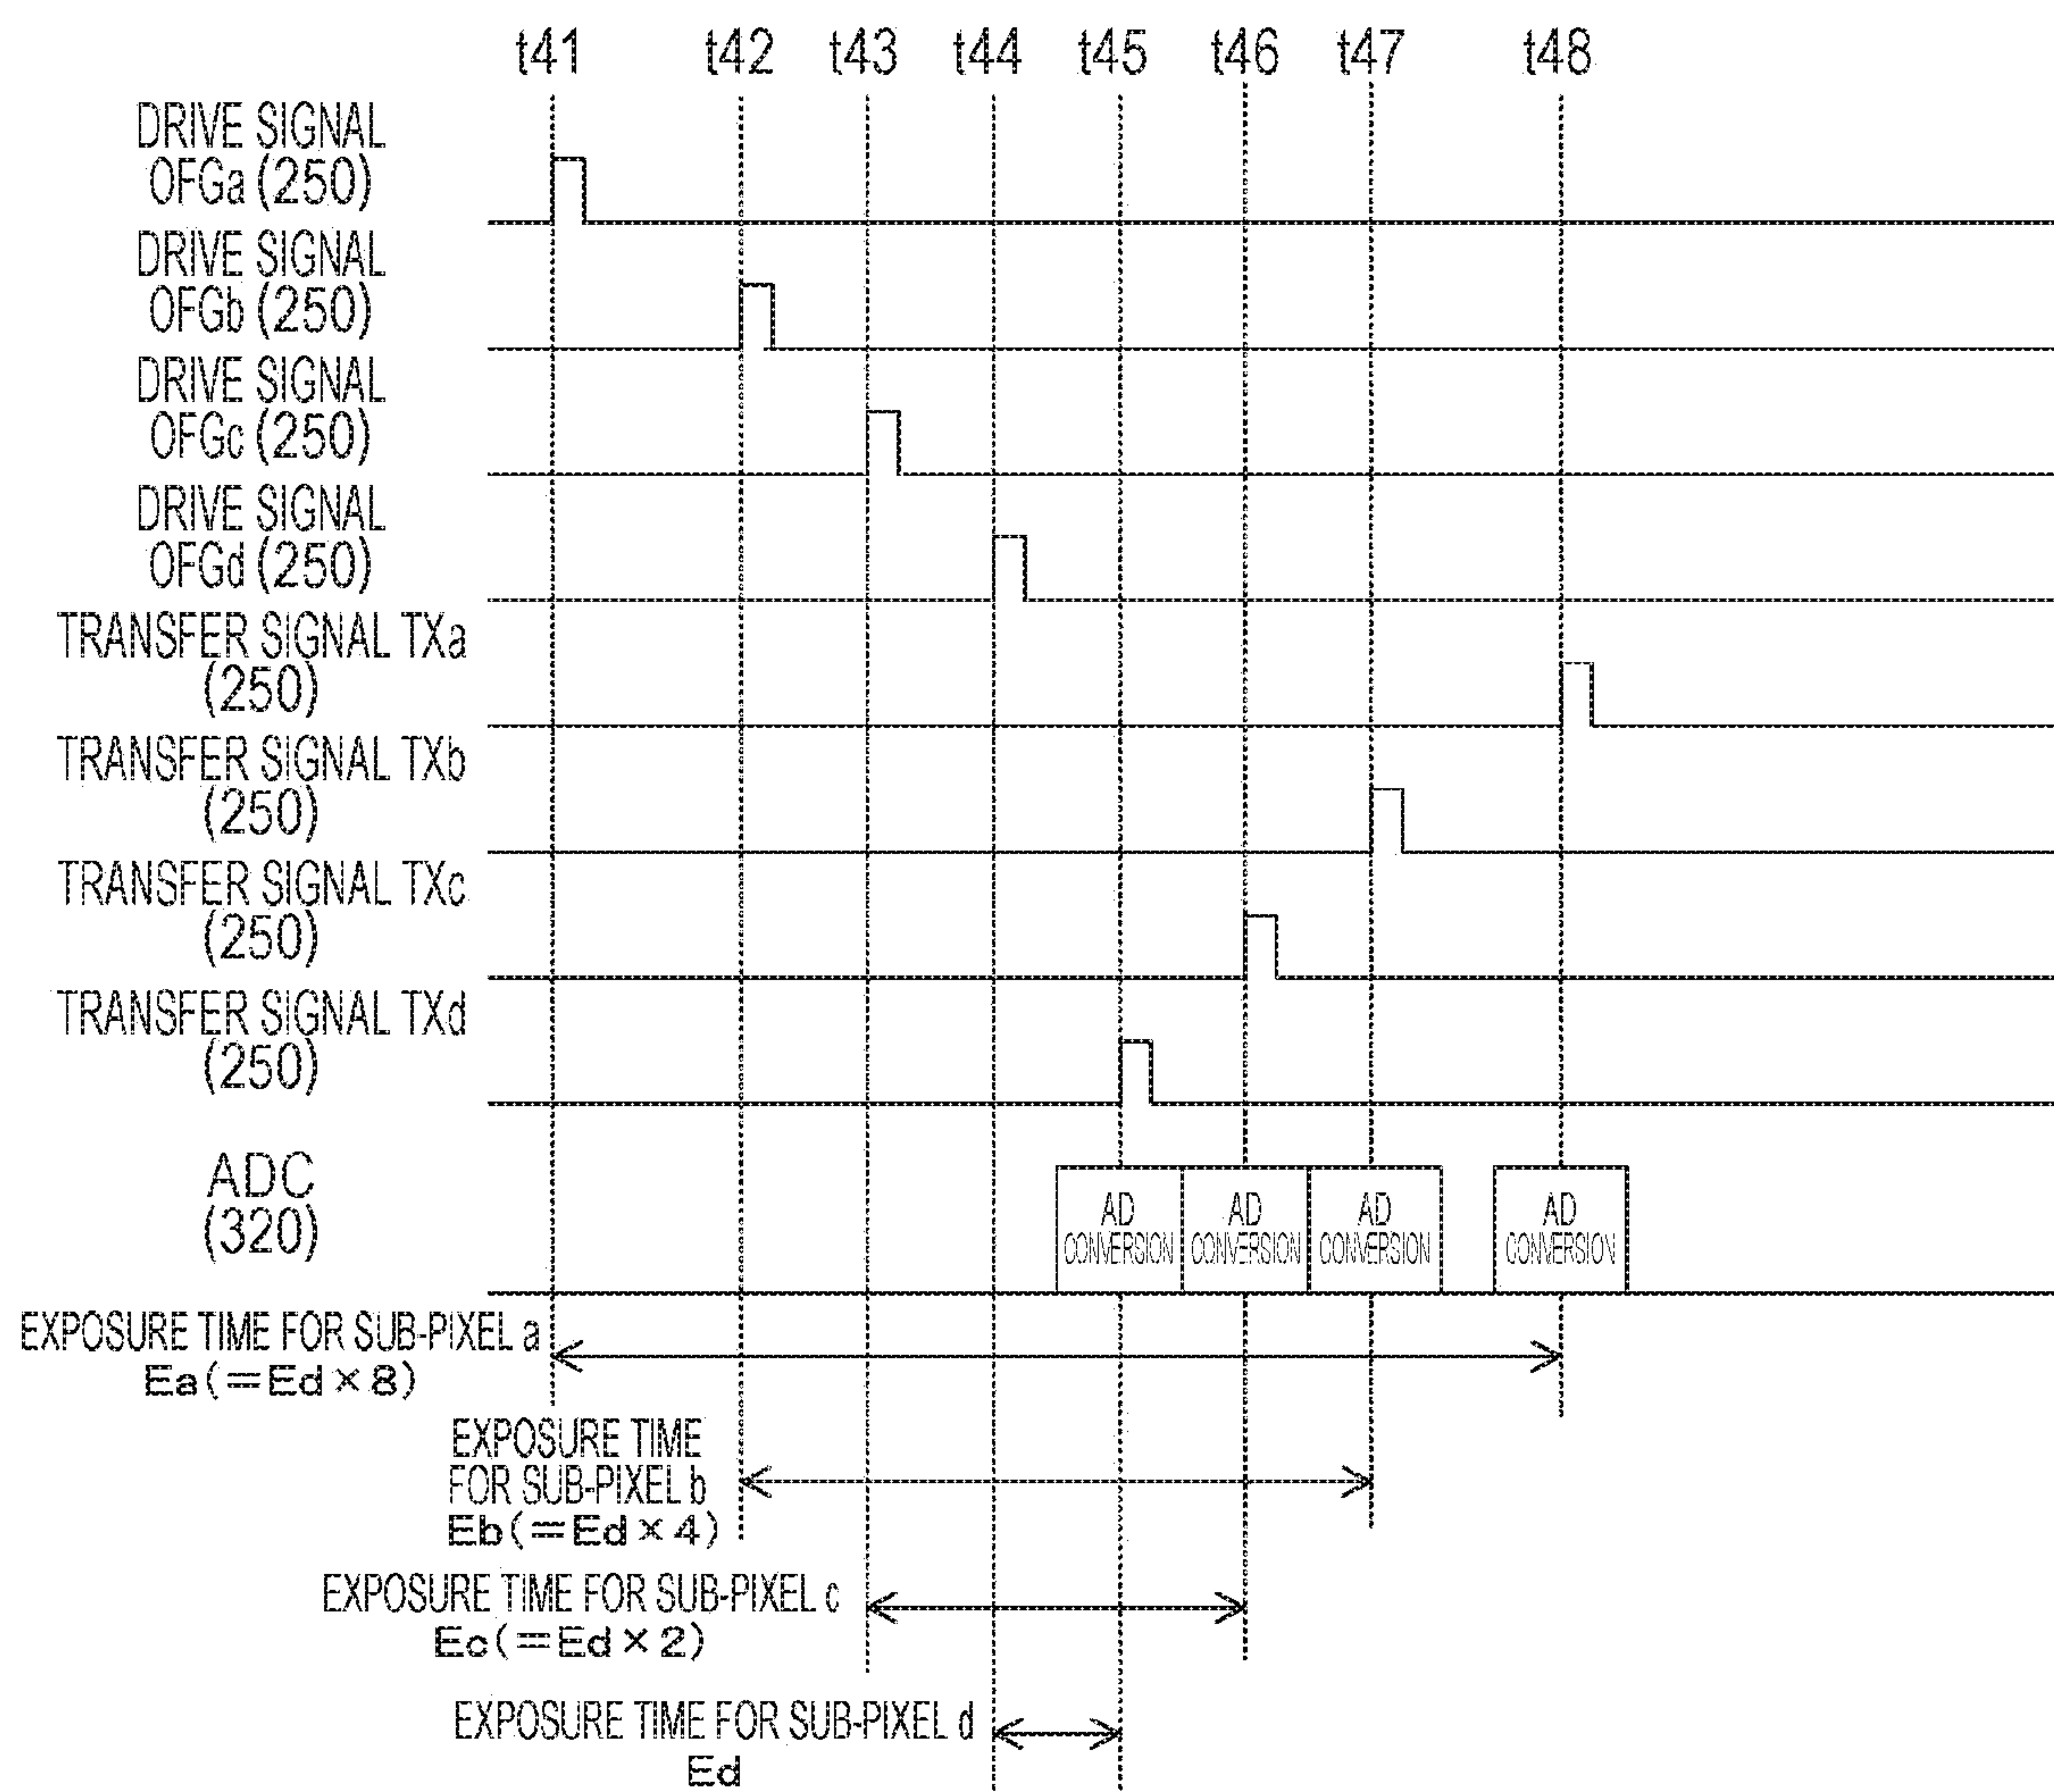 t41 t42 t43 t44 t45 t46 t47 t48
DRIVE SIGNAL
OFGa (250)
DRIVE SIGNAL
OFGb (250)
DRIVE SIGNAL
OFGc (250)
DRIVE SIGNAL
OFGd (250)
TRANSFER SIGNAL TXa
(250)
TRANSFER SIGNAL TXb
(250)
TRANSFER SIGNAL TXc
(250)
TRANSFER SIGNAL TXd
(250)
ADC
(320)
AD
CONVERSION
AD
CONVERSION
AD
CONVERSION
AD
CONVERSION
EXPOSURE TIME FOR SUB-PIXEL a
Ea(=Ed×8)
EXPOSURE TIME
FOR SUB-PIXEL b
Eb(=Ed×4)
EXPOSURE TIME FOR SUB-PIXEL c
Ec(=Ed×2)
EXPOSURE TIME FOR SUB-PIXEL d
Ed